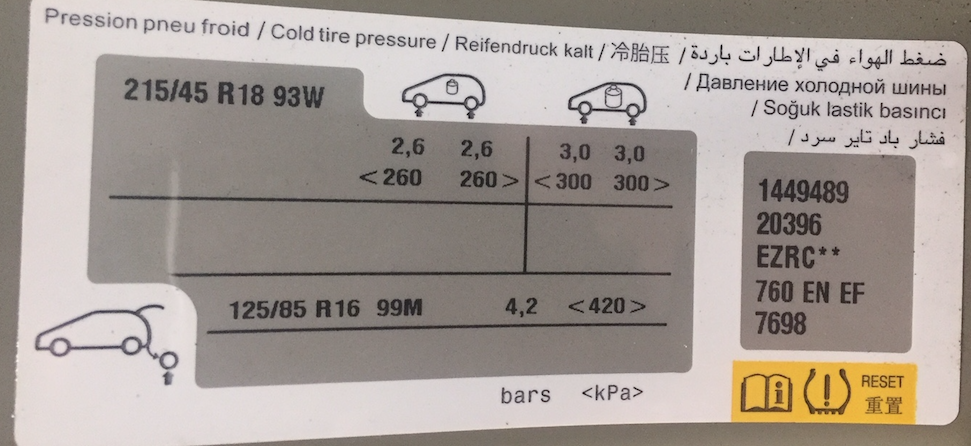 Pression pneu froid / Cold tire pressure / Reifendruck kalt / 冷胎压 / ضغط الهواء في الإطارات باردة
/ Давление холодной шины
/ Soğuk lastik basıncı
/ فشار باد تایر سرد
215/45 R18 93W
2,6 2,6 3,0 3,0
<260 260> <300 300>
125/85 R16 99M 4,2 <420>
bars <kPa>
1449489
20396
EZRC**
760 EN EF
7698
RESET
重置